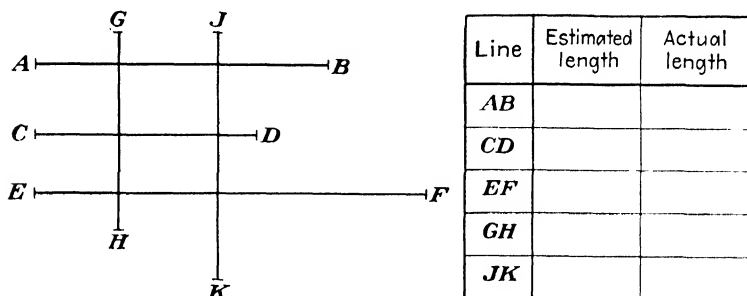 G J
A B
C D
E F
H
K
Line Estimated length Actual length
AB
CD
EF
GH
JK